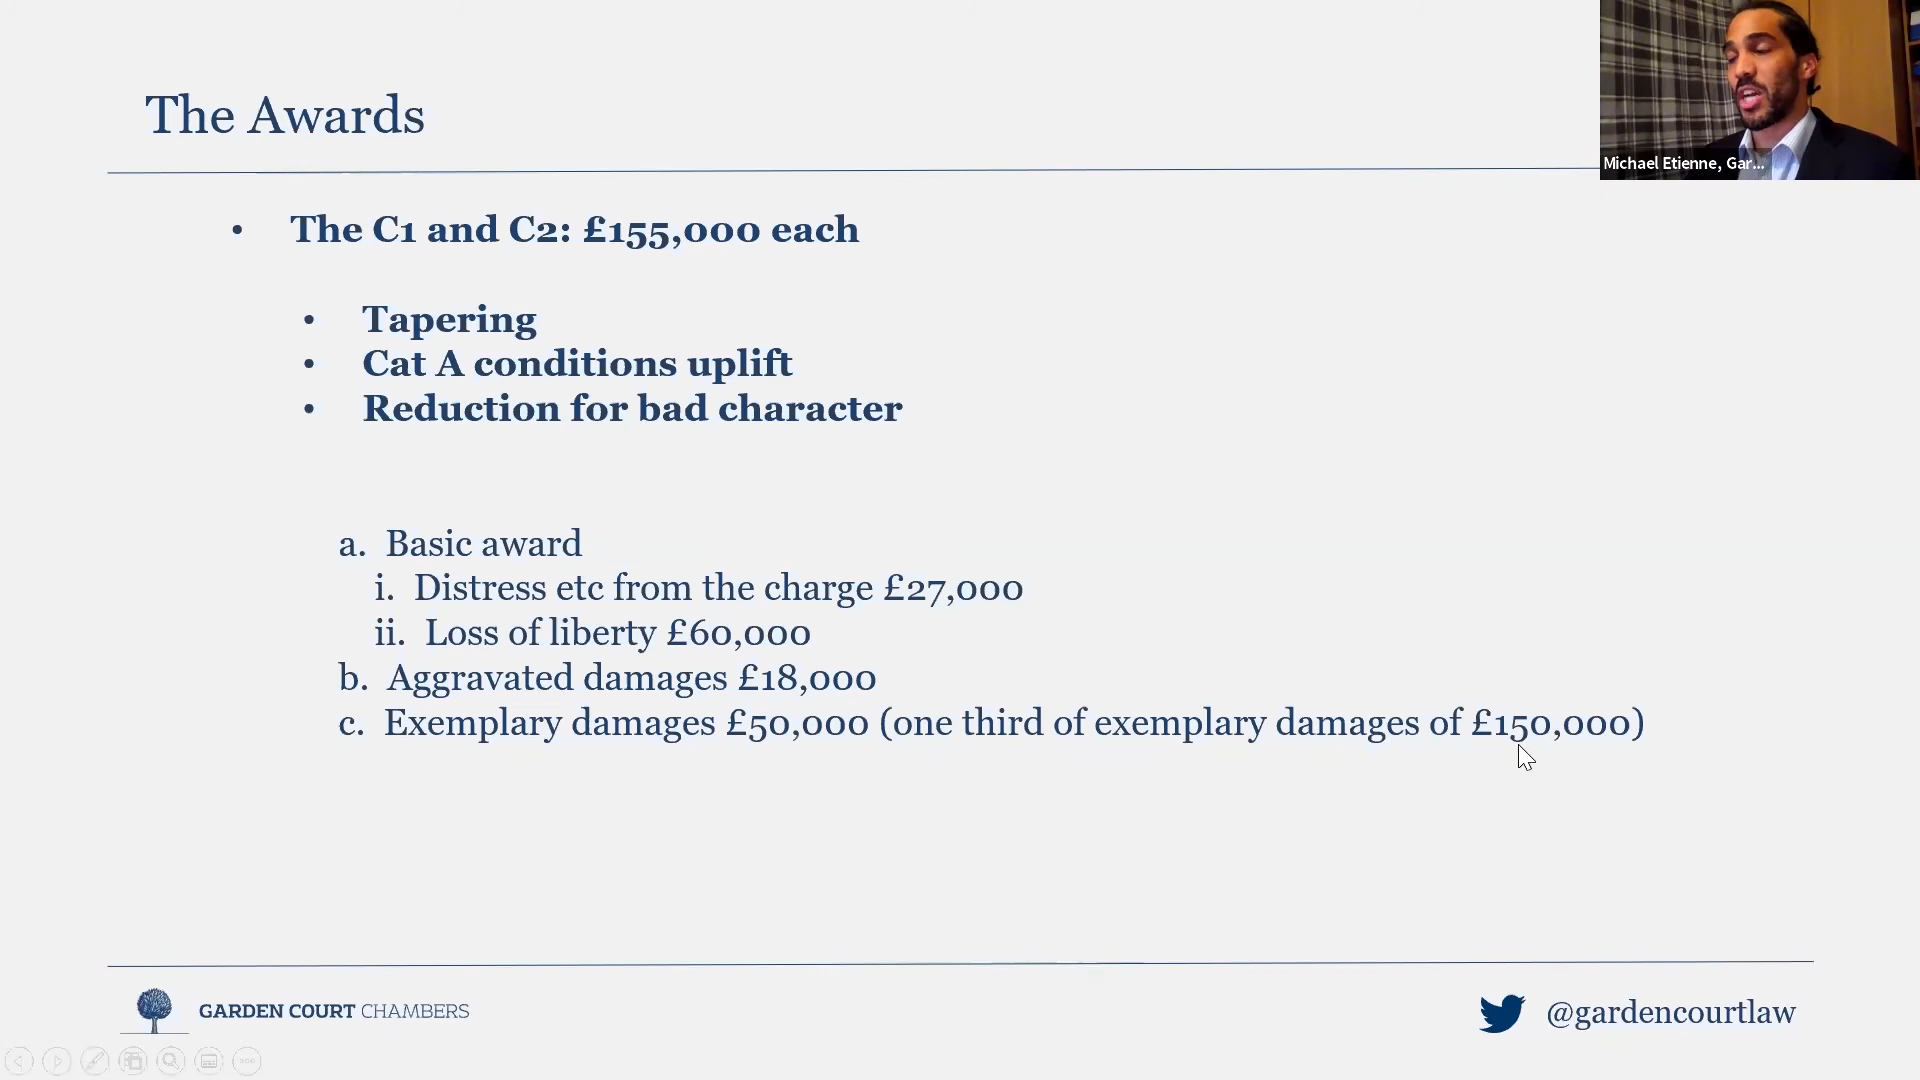 The Awards
Michael Etienne, Gar...
• The C1 and C2: £155,000 each
• Tapering
• Cat A conditions uplift
• Reduction for bad character
a. Basic award
i. Distress etc from the charge £27,000
ii. Loss of liberty £60,000
b. Aggravated damages £18,000
c. Exemplary damages £50,000 (one third of exemplary damages of £150,000)
GARDEN COURT CHAMBERS
@gardencourtlaw